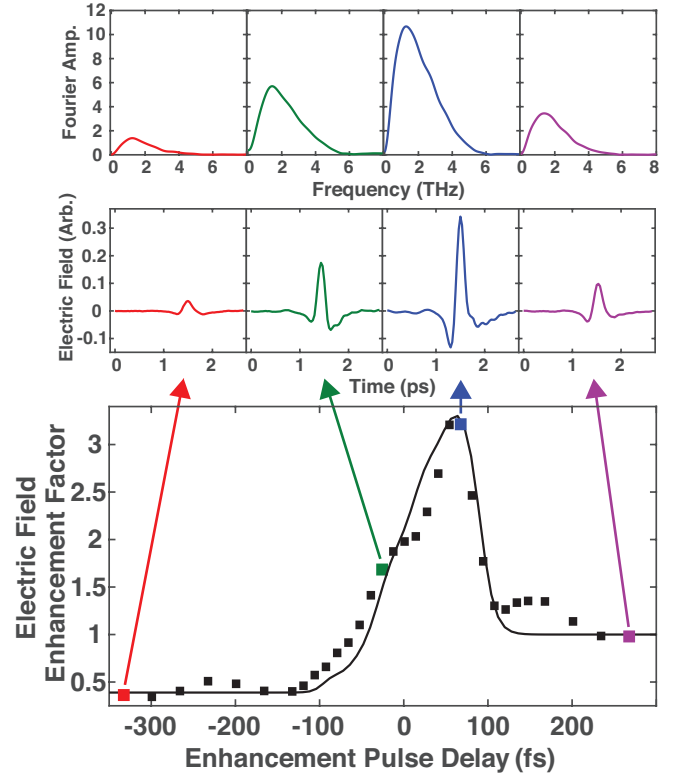 Fourier Amp.
12
10
8
6
4
2
0
0 2 4 6 0 2 4 6 0 2 4 6 0 2 4 6 8
Frequency (THz)
Electric Field (Arb.)
0.3
0.2
0.1
0
-0.1
0 1 2 0 1 2 0 1 2 0 1 2
Time (ps)
Electric Field
Enhancement Factor
3
2.5
2
1.5
1
0.5
-300 -200 -100 0 100 200
Enhancement Pulse Delay (fs)